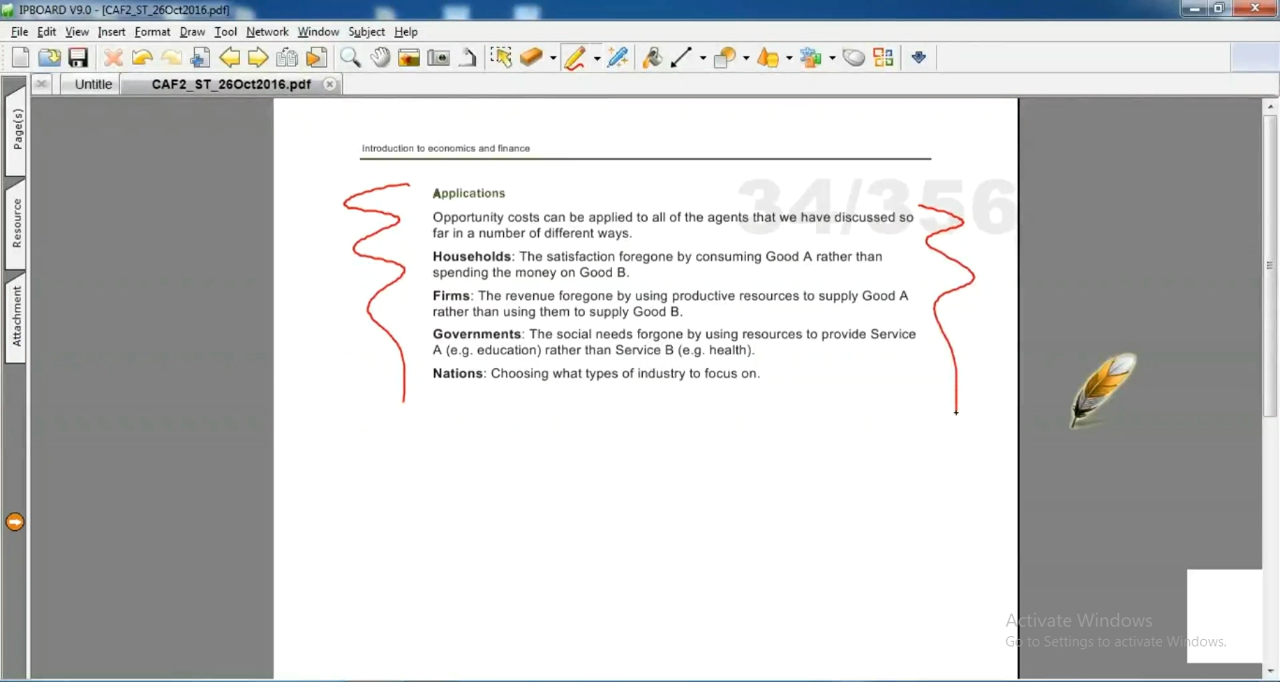 IPBOARD V9.0 - [CAF2_ST_26Oct2016.pdf]
File Edit View Insert Format Draw Tool Network Window Subject Help
Untitle CAF2_ST_26Oct2016.pdf
Page(s)
Resource
Attachment
Introduction to economics and finance
34/356
Applications
Opportunity costs can be applied to all of the agents that we have discussed so
far in a number of different ways.
Households: The satisfaction foregone by consuming Good A rather than
spending the money on Good B.
Firms: The revenue foregone by using productive resources to supply Good A
rather than using them to supply Good B.
Governments: The social needs forgone by using resources to provide Service
A (e.g. education) rather than Service B (e.g. health).
Nations: Choosing what types of industry to focus on.
Activate Windows
Go to Settings to activate Windows.